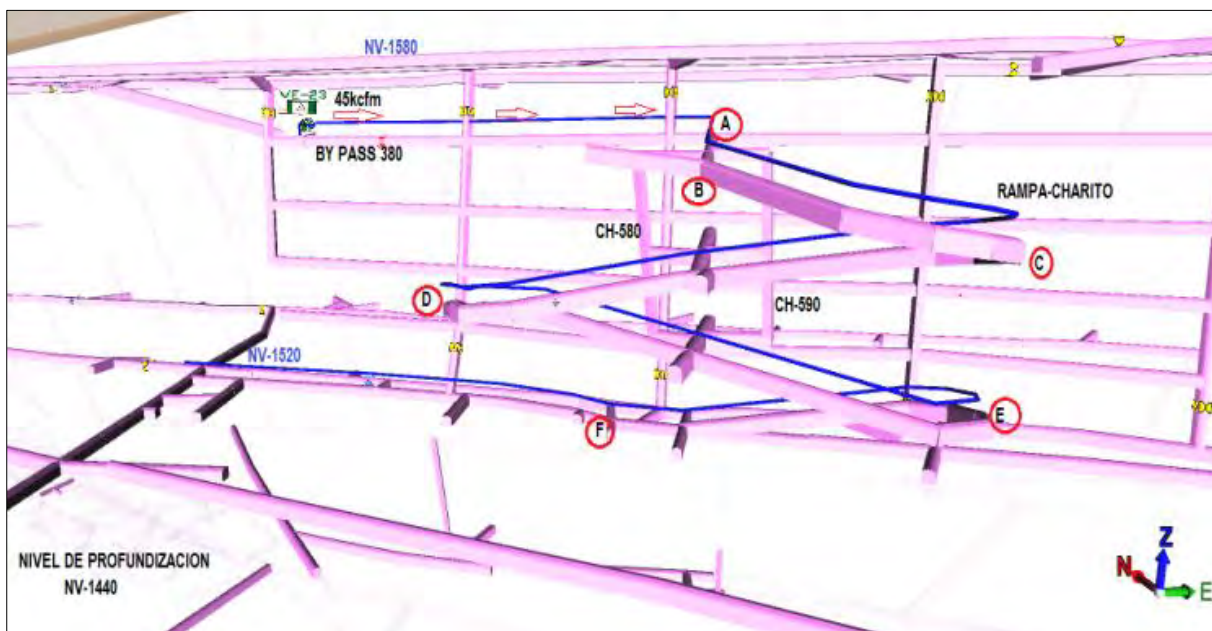 NV-1580
VE-23
45kcfm
A
BY PASS 380
B
RAMPA-CHARITO
CH-580
C
D
CH-590
NV-1520
E
F
NIVEL DE PROFUNDIZACION
NV-1440
Z
N
E